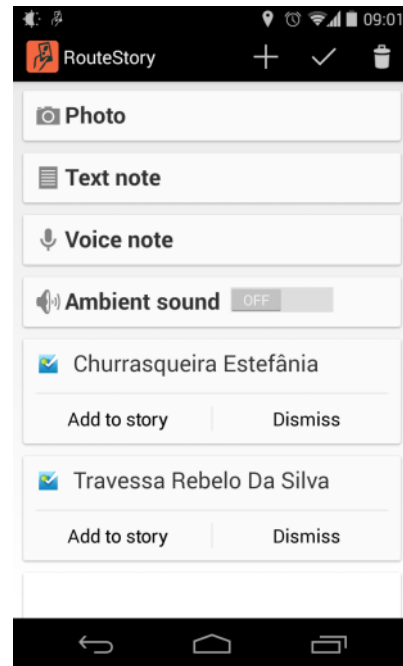 09:01
RouteStory
Photo
Text note
Voice note
Ambient sound OFF
Churrasqueira Estefânia
Add to story Dismiss
Travessa Rebelo Da Silva
Add to story Dismiss